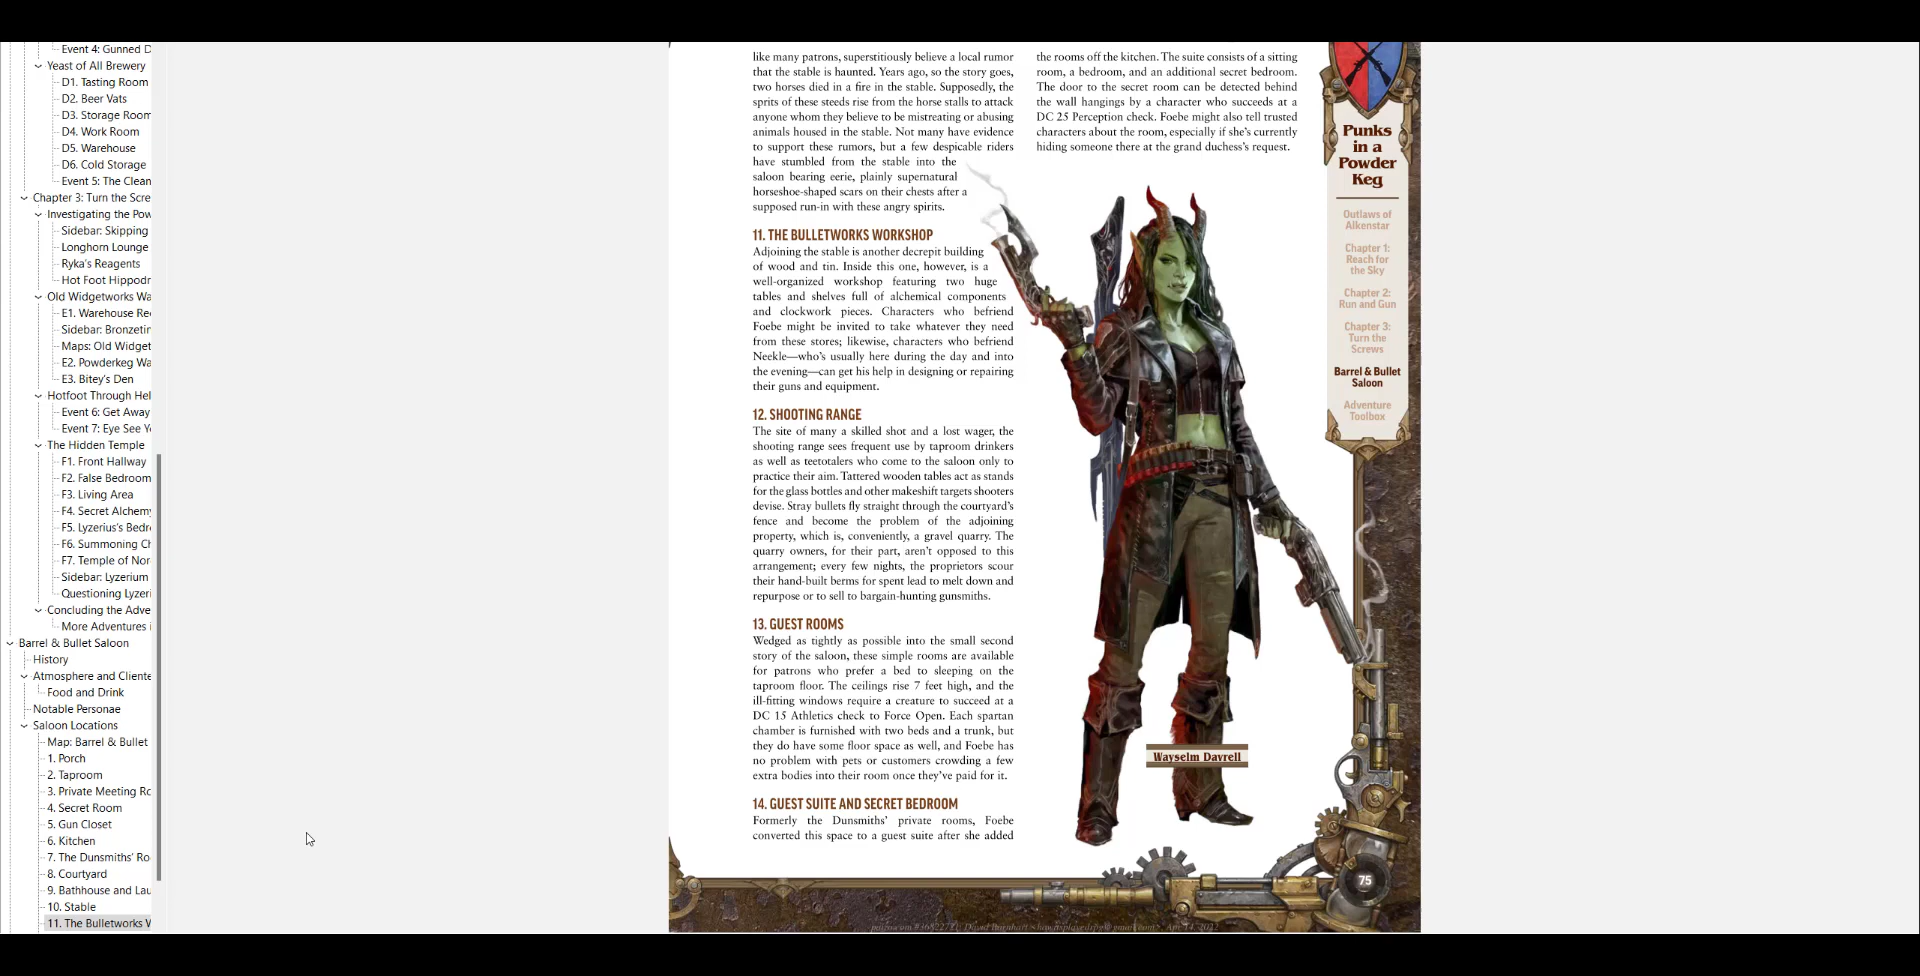 Event 4: Gunned D
Yeast of All Brewery
D1. Tasting Room
D2. Beer Vats
D3. Storage Room
D4. Work Room
D5. Warehouse
D6. Cold Storage
Event 5: The Clean
Chapter 3: Turn the Scre
Investigating the Pow
Sidebar: Skipping
Longhorn Lounge
Ryka's Reagents
Hot Foot Hippodr
Old Widgetworks Wa
E1. Warehouse Re
Sidebar: Bronzetin
Maps: Old Widget
E2. Powderkeg Wa
E3. Bitey's Den
Hotfoot Through Hel
Event 6: Get Away
Event 7: Eye See Y
The Hidden Temple
F1. Front Hallway
F2. False Bedroom
F3. Living Area
F4. Secret Alchemy
F5. Lyzerius's Bedr
F6. Summoning Ch
F7. Temple of Nor
Sidebar: Lyzerium
Questioning Lyzeri
Concluding the Adve
More Adventures i
Barrel & Bullet Saloon
History
Atmosphere and Cliente
Food and Drink
Notable Personae
Saloon Locations
Map: Barrel & Bullet
1. Porch
2. Taproom
3. Private Meeting Ro
4. Secret Room
5. Gun Closet
6. Kitchen
7. The Dunsmiths' Ro
8. Courtyard
9. Bathhouse and Lau
10. Stable
11. The Bulletworks W
like many patrons, superstitiously believe a local rumor
that the stable is haunted. Years ago, so the story goes,
two horses died in a fire in the stable. Supposedly, the
sprits of these steeds rise from the horse stalls to attack
anyone whom they believe to be mistreating or abusing
animals housed in the stable. Not many have evidence
to support these rumors, but a few despicable riders
have stumbled from the stable into the
saloon bearing eerie, plainly supernatural
horseshoe-shaped scars on their chests after a
supposed run-in with these angry spirits.
11. THE BULLETWORKS WORKSHOP
Adjoining the stable is another decrepit building
of wood and tin. Inside this one, however, is a
well-organized workshop featuring two huge
tables and shelves full of alchemical components
and clockwork pieces. Characters who befriend
Foebe might be invited to take whatever they need
from these stores; likewise, characters who befriend
Neekle—who's usually here during the day and into
the evening—can get his help in designing or repairing
their guns and equipment.
12. SHOOTING RANGE
The site of many a skilled shot and a lost wager, the
shooting range sees frequent use by taproom drinkers
as well as teetotalers who come to the saloon only to
practice their aim. Tattered wooden tables act as stands
for the glass bottles and other makeshift targets shooters
devise. Stray bullets fly straight through the courtyard's
fence and become the problem of the adjoining
property, which is, conveniently, a gravel quarry. The
quarry owners, for their part, aren't opposed to this
arrangement; every few nights, the proprietors scour
their hand-built berms for spent lead to melt down and
repurpose or to sell to bargain-hunting gunsmiths.
13. GUEST ROOMS
Wedged as tightly as possible into the small second
story of the saloon, these simple rooms are available
for patrons who prefer a bed to sleeping on the
taproom floor. The ceilings rise 7 feet high, and the
ill-fitting windows require a creature to succeed at a
DC 15 Athletics check to Force Open. Each spartan
chamber is furnished with two beds and a trunk, but
they do have some floor space as well, and Foebe has
no problem with pets or customers crowding a few
extra bodies into their room once they've paid for it.
14. GUEST SUITE AND SECRET BEDROOM
Formerly the Dunsmiths' private rooms, Foebe
converted this space to a guest suite after she added
the rooms off the kitchen. The suite consists of a sitting
room, a bedroom, and an additional secret bedroom.
The door to the secret room can be detected behind
the wall hangings by a character who succeeds at a
DC 25 Perception check. Foebe might also tell trusted
characters about the room, especially if she's currently
hiding someone there at the grand duchess's request.
Wayselm Davrell
Punks
in a
Powder
Keg
Outlaws of
Alkenstar
Chapter 1:
Reach for
the Sky
Chapter 2:
Run and Gun
Chapter 3:
Turn the
Screws
Barrel & Bullet
Saloon
Adventure
Toolbox
75